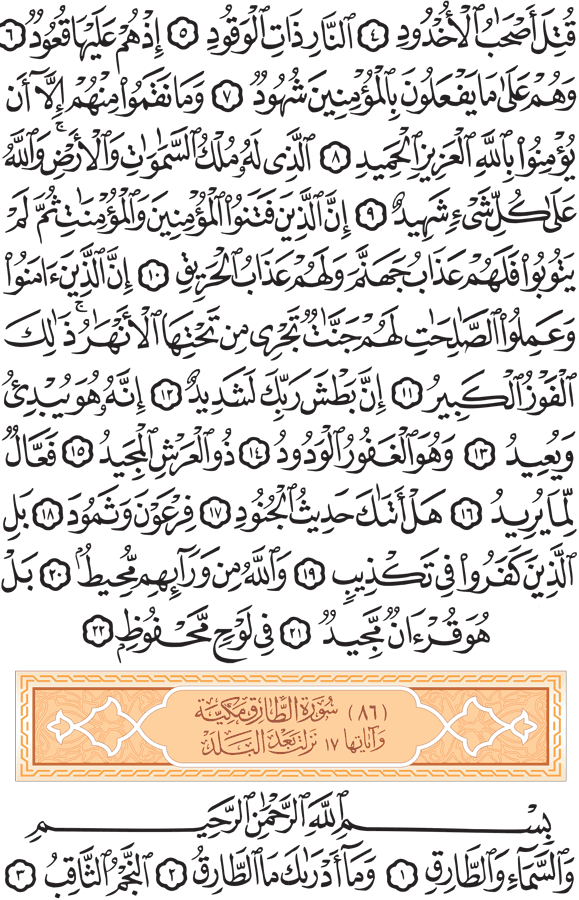 قُتِلَ أَصْحَٰبُ ٱلْأُخْدُودِ ٤ ٱلنَّارِ ذَاتِ ٱلْوَقُودِ ٥ إِذْ هُمْ عَلَيْهَا قُعُودٌ ٦
وَهُمْ عَلَىٰ مَا يَفْعَلُونَ بِٱلْمُؤْمِنِينَ شُهُودٌ ٧ وَمَا نَقَمُوا۟ مِنْهُمْ إِلَّآ أَن
يُؤْمِنُوا۟ بِٱللَّهِ ٱلْعَزِيزِ ٱلْحَمِيدِ ٨ ٱلَّذِى لَهُۥ مُلْكُ ٱلسَّمَٰوَٰتِ وَٱلْأَرْضِ ۚ وَٱللَّهُ
عَلَىٰ كُلِّ شَىْءٍ شَهِيدٌ ٩ إِنَّ ٱلَّذِينَ فَتَنُوا۟ ٱلْمُؤْمِنِينَ وَٱلْمُؤْمِنَٰتِ ثُمَّ لَمْ
يَتُوبُوا۟ فَلَهُمْ عَذَابُ جَهَنَّمَ وَلَهُمْ عَذَابُ ٱلْحَرِيقِ ١٠ إِنَّ ٱلَّذِينَ ءَامَنُوا۟
وَعَمِلُوا۟ ٱلصَّٰلِحَٰتِ لَهُمْ جَنَّٰتٌ تَجْرِى مِن تَحْتِهَا ٱلْأَنْهَٰرُ ۚ ذَٰلِكَ
ٱلْفَوْزُ ٱلْكَبِيرُ ١١ إِنَّ بَطْشَ رَبِّكَ لَشَدِيدٌ ١٢ إِنَّهُۥ هُوَ يُبْدِئُ
وَيُعِيدُ ١٣ وَهُوَ ٱلْغَفُورُ ٱلْوَدُودُ ١٤ ذُو ٱلْعَرْشِ ٱلْمَجِيدُ ١٥ فَعَّالٌ
لِّمَا يُرِيدُ ١٦ هَلْ أَتَىٰكَ حَدِيثُ ٱلْجُنُودِ ١٧ فِرْعَوْنَ وَثَمُودَ ١٨ بَلِ
ٱلَّذِينَ كَفَرُوا۟ فِى تَكْذِيبٍ ١٩ وَٱللَّهُ مِن وَرَآئِهِم مُّحِيطٌۢ ٢٠ بَلْ
هُوَ قُرْءَانٌ مَّجِيدٌ ٢١ فِى لَوْحٍ مَّحْفُوظٍۭ ٢٢
(٨٦) سُورَة الطَّارِق مَكِيَّة
وَآيَاتها ١٧ نَزَلَتْ بَعْدَ الْبَلَد
بِسْمِ ٱللَّهِ ٱلرَّحْمَٰنِ ٱلرَّحِيمِ
وَٱلسَّمَآءِ وَٱلطَّارِقِ ١ وَمَآ أَدْرَىٰكَ مَا ٱلطَّارِقُ ٢ ٱلنَّجْمُ ٱلثَّاقِبُ ٣